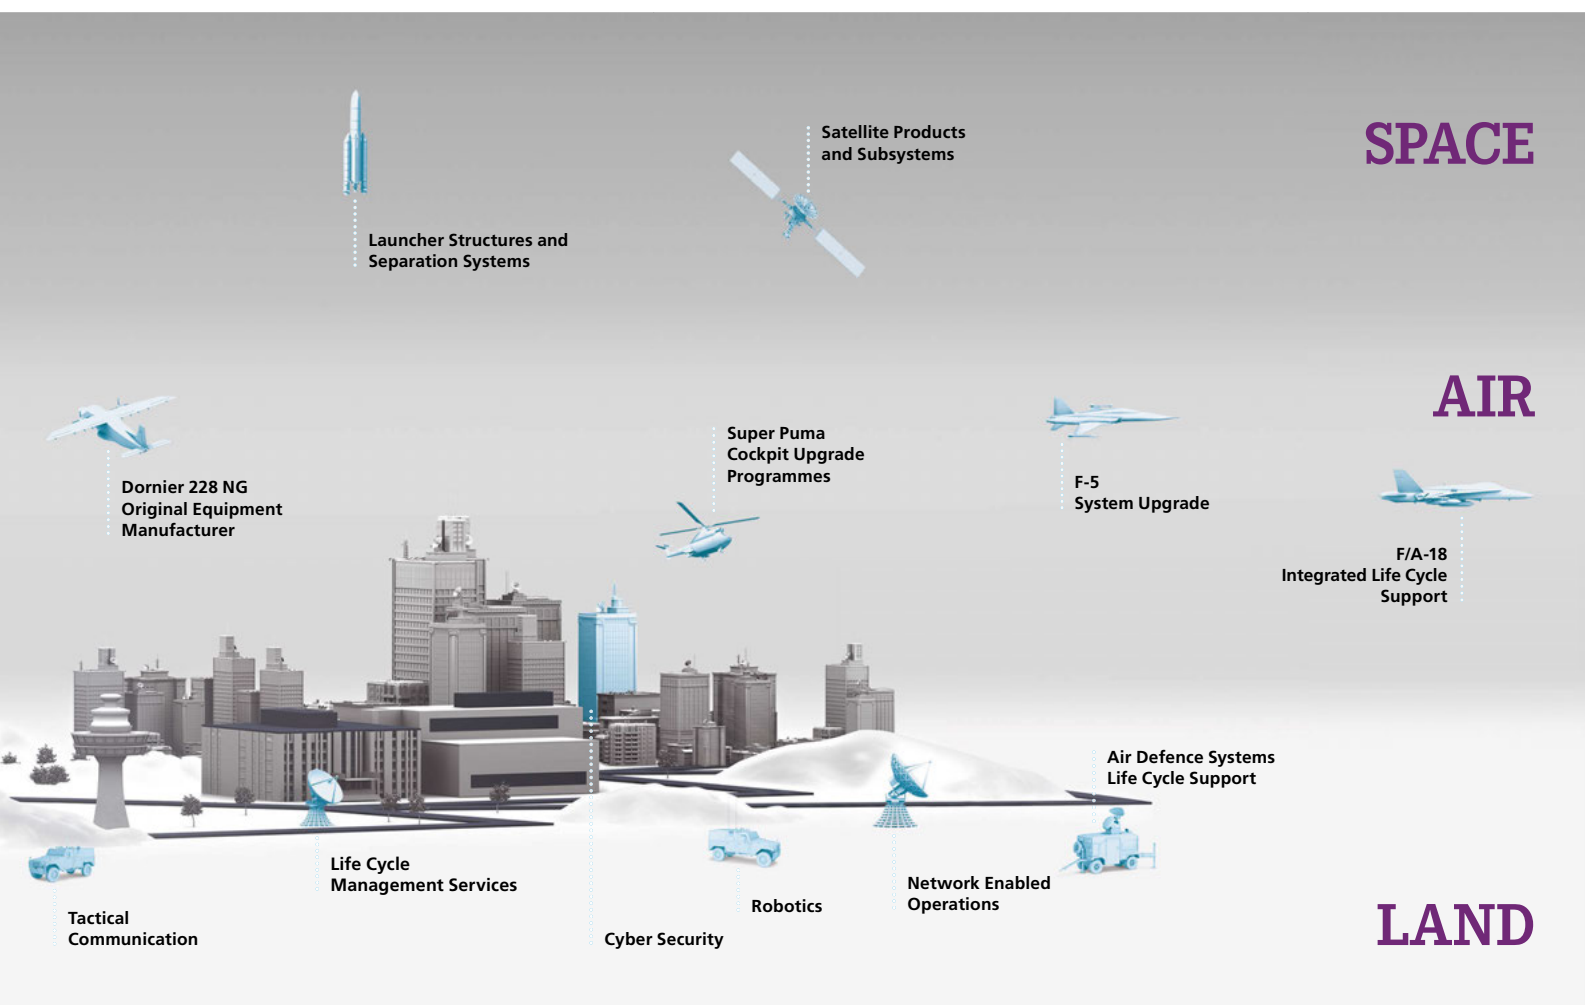 SPACE
Satellite Products
and Subsystems
Launcher Structures and
Separation Systems
AIR
Super Puma
Cockpit Upgrade
Programmes
Dornier 228 NG
Original Equipment
Manufacturer
F-5
System Upgrade
F/A-18
Integrated Life Cycle
Support
Air Defence Systems
Life Cycle Support
Life Cycle
Management Services
Network Enabled
Operations
Robotics
Tactical
Communication
Cyber Security
LAND